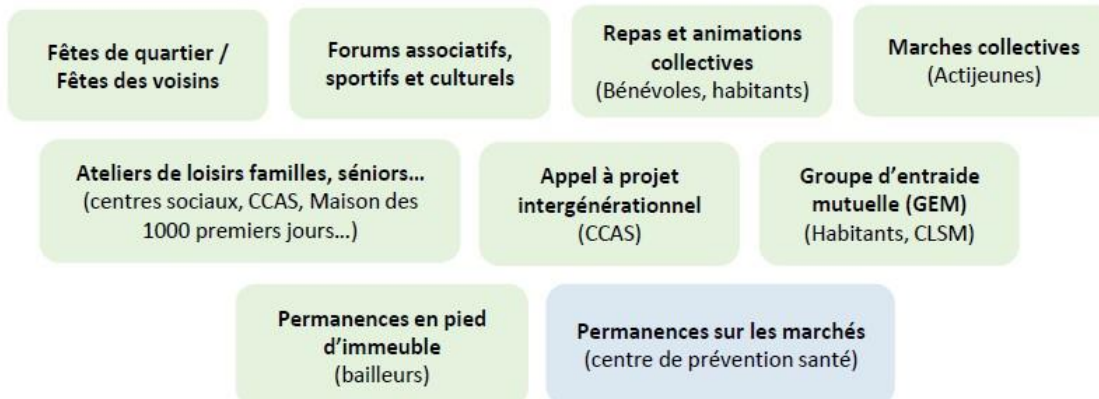 Fêtes de quartier /
Fêtes des voisins
Forums associatifs,
sportifs et culturels
Repas et animations
collectives
(Bénévoles, habitants)
Marches collectives
(Actijeunes)
Ateliers de loisirs familles, séniors…
(centres sociaux, CCAS, Maison des
1000 premiers jours…)
Appel à projet
intergénérationnel
(CCAS)
Groupe d'entraide
mutuelle (GEM)
(Habitants, CLSM)
Permanences en pied
d'immeuble
(bailleurs)
Permanences sur les marchés
(centre de prévention santé)